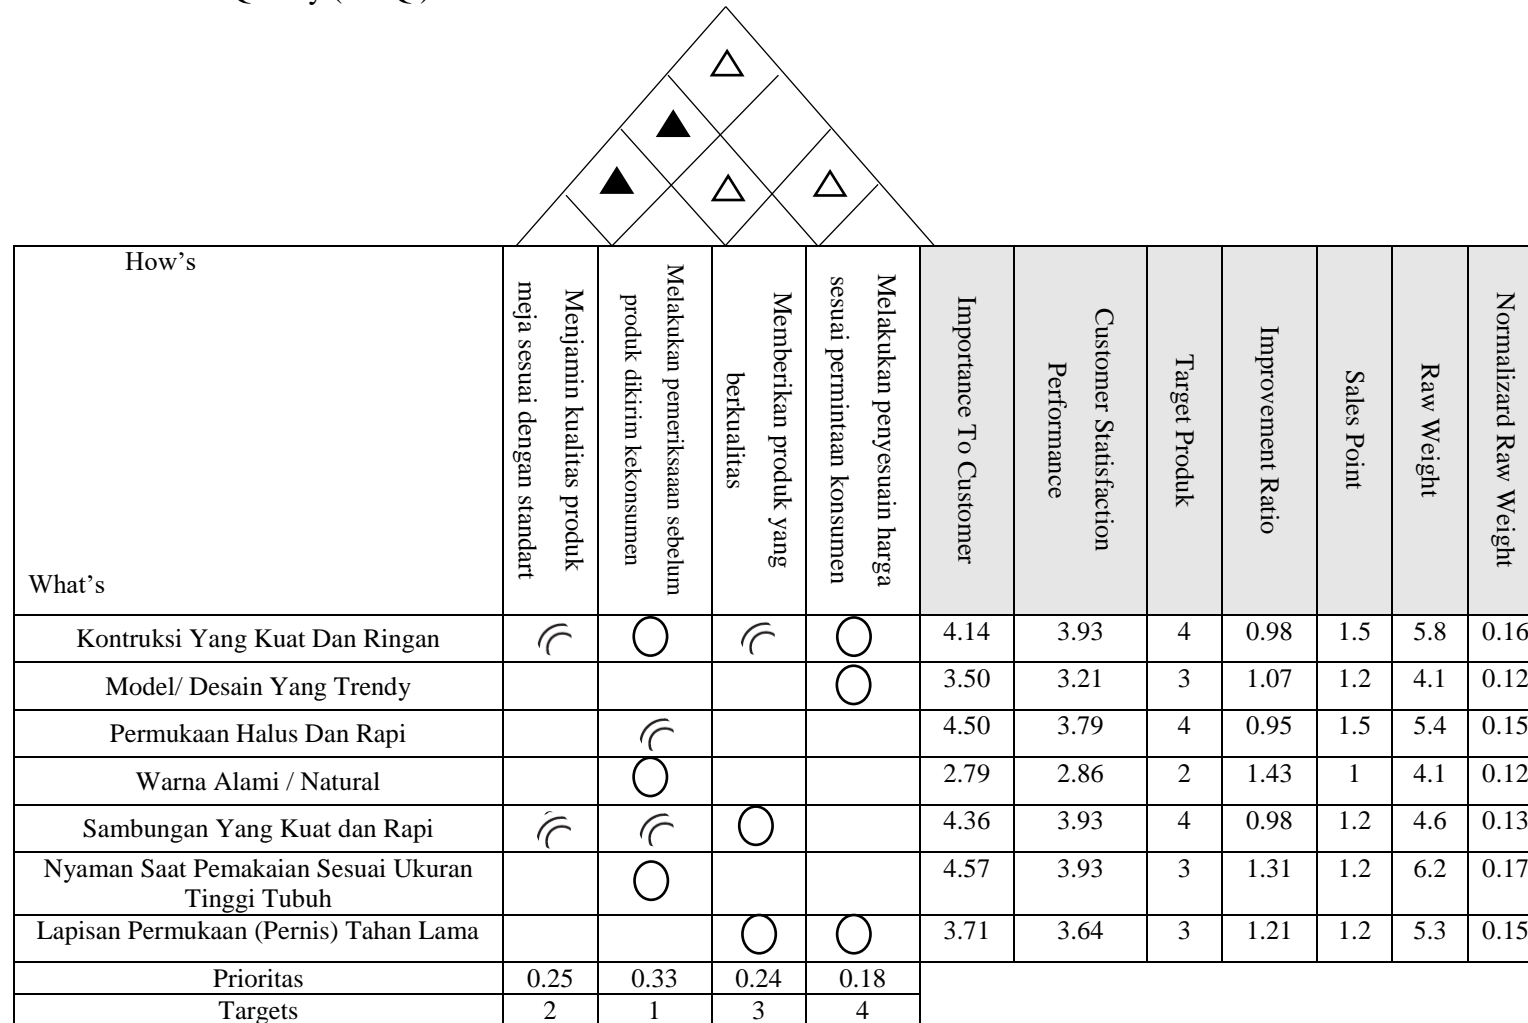 How's
What's
Menjamin kualitas produk
meja sesuai dengan standart
Melakukan pemeriksaaan sebelum
produk dikirim kekonsumen
Memberikan produk yang
berkualitas
Melakukan penyesuain harga
sesuai permintaan konsumen
Importance To Customer
Customer Statisfaction
Performance
Target Produk
Improvement Ratio
Sales Point
Raw Weight
Normalizard Raw Weight
Kontruksi Yang Kuat Dan Ringan 4.14 3.93 4 0.98 1.5 5.8 0.16
Model/ Desain Yang Trendy 3.50 3.21 3 1.07 1.2 4.1 0.12
Permukaan Halus Dan Rapi 4.50 3.79 4 0.95 1.5 5.4 0.15
Warna Alami / Natural 2.79 2.86 2 1.43 1 4.1 0.12
Sambungan Yang Kuat dan Rapi 4.36 3.93 4 0.98 1.2 4.6 0.13
Nyaman Saat Pemakaian Sesuai Ukuran
Tinggi Tubuh 4.57 3.93 3 1.31 1.2 6.2 0.17
Lapisan Permukaan (Pernis) Tahan Lama 3.71 3.64 3 1.21 1.2 5.3 0.15
Prioritas 0.25 0.33 0.24 0.18
Targets 2 1 3 4